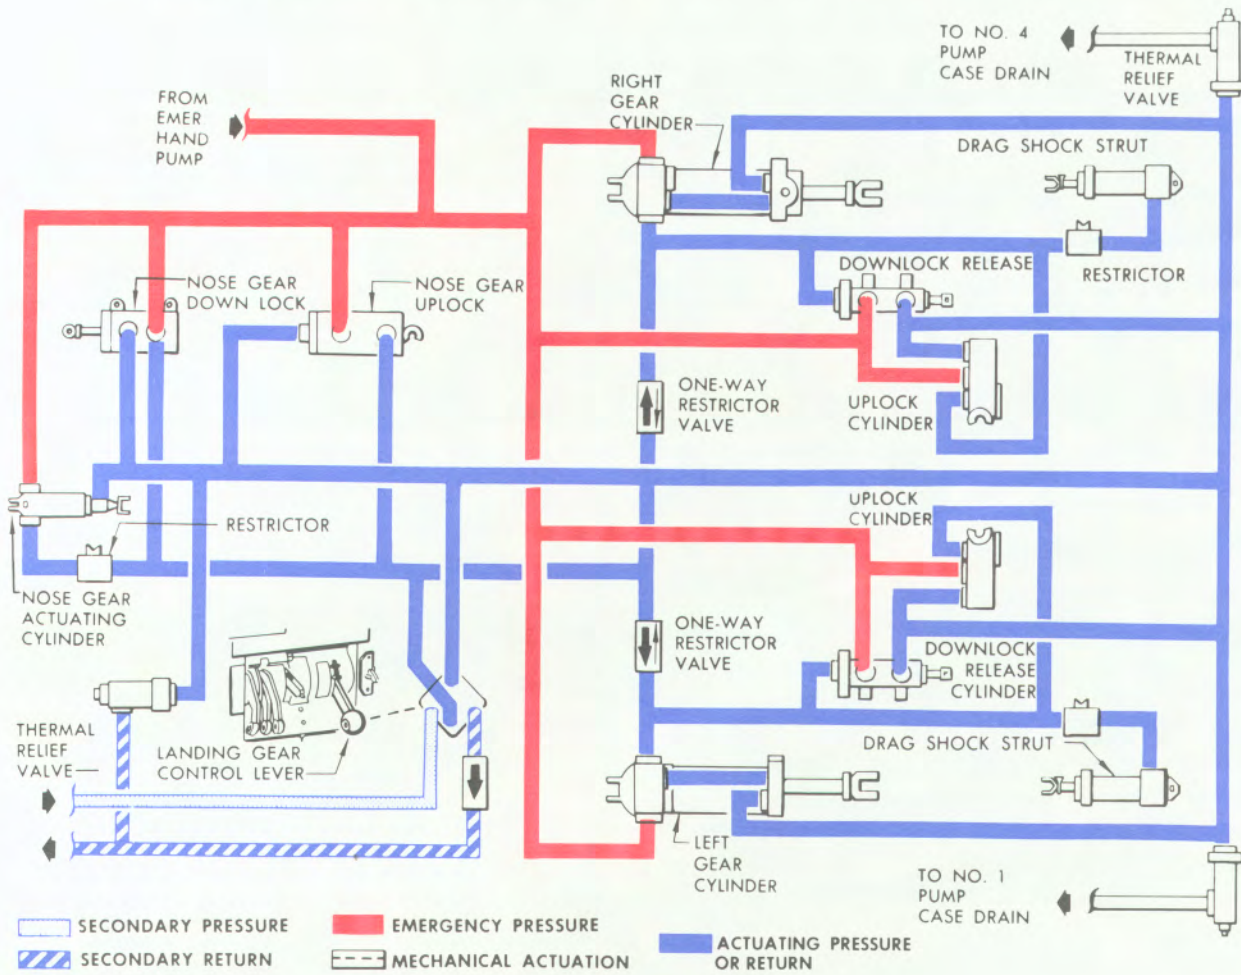 TO NO. 4
PUMP
CASE DRAIN
THERMAL
RELIEF
VALVE
RIGHT
GEAR
CYLINDER
FROM
EMER
HAND
PUMP
DRAG SHOCK STRUT
NOSE GEAR
DOWN LOCK
NOSE GEAR
UPLOCK
DOWNLOCK RELEASE
RESTRICTOR
ONE-WAY
RESTRICTOR
VALVE
UPLOCK
CYLINDER
UPLOCK
CYLINDER
RESTRICTOR
NOSE GEAR
ACTUATING
CYLINDER
ONE-WAY
RESTRICTOR
VALVE
DOWNLOCK
RELEASE
CYLINDER
THERMAL
RELIEF
VALVE
LANDING GEAR
CONTROL LEVER
DRAG SHOCK STRUT
LEFT
GEAR
CYLINDER
TO NO. 1
PUMP
CASE DRAIN
SECONDARY PRESSURE
EMERGENCY PRESSURE
ACTUATING PRESSURE
OR RETURN
SECONDARY RETURN
MECHANICAL ACTUATION